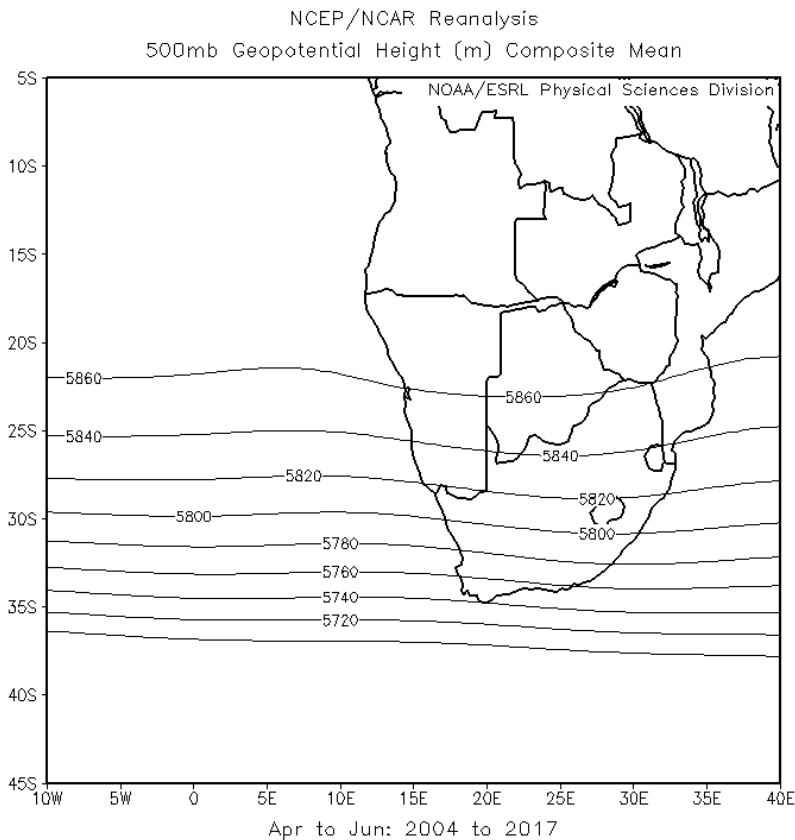 NCEP/NCAR Reanalysis
500mb Geopotential Height (m) Composite Mean
NOAA/ESRL Physical Sciences Division
5S
10S
15S
20S
25S
30S
35S
40S
45S
5860
5860
5840
5840
5820
5820
5800
5800
5780
5760
5740
5720
10W 5W 0 5E 10E 15E 20E 25E 30E 35E 40E
Apr to Jun: 2004 to 2017